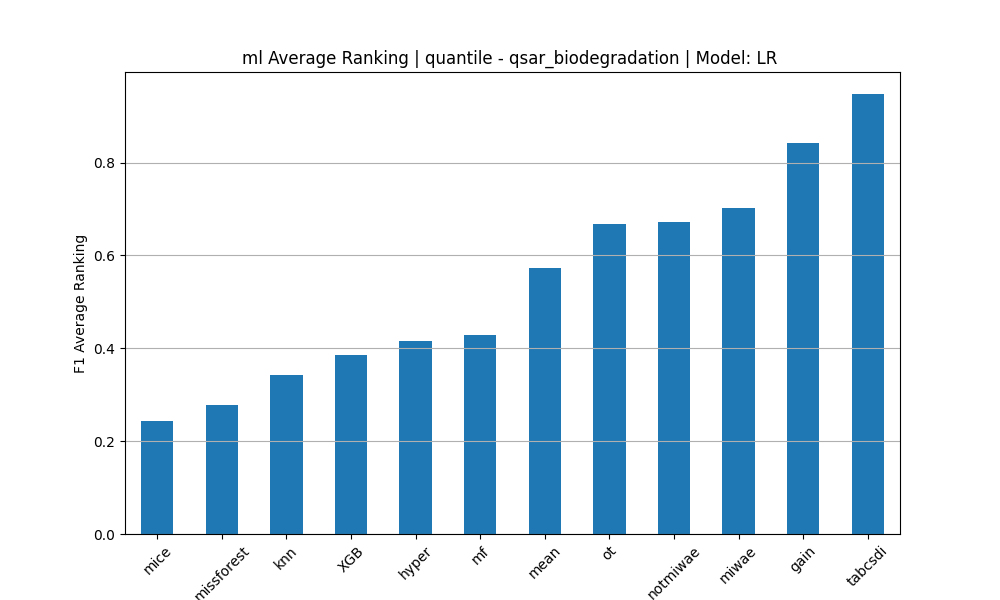 ml Average Ranking | quantile - qsar_biodegradation | Model: LR
F1 Average Ranking
0.8
0.6
0.4
0.2
0.0
mice
missforest
knn
XGB
hyper
mf
mean
ot
notmiwae
miwae
gain
tabcsdi